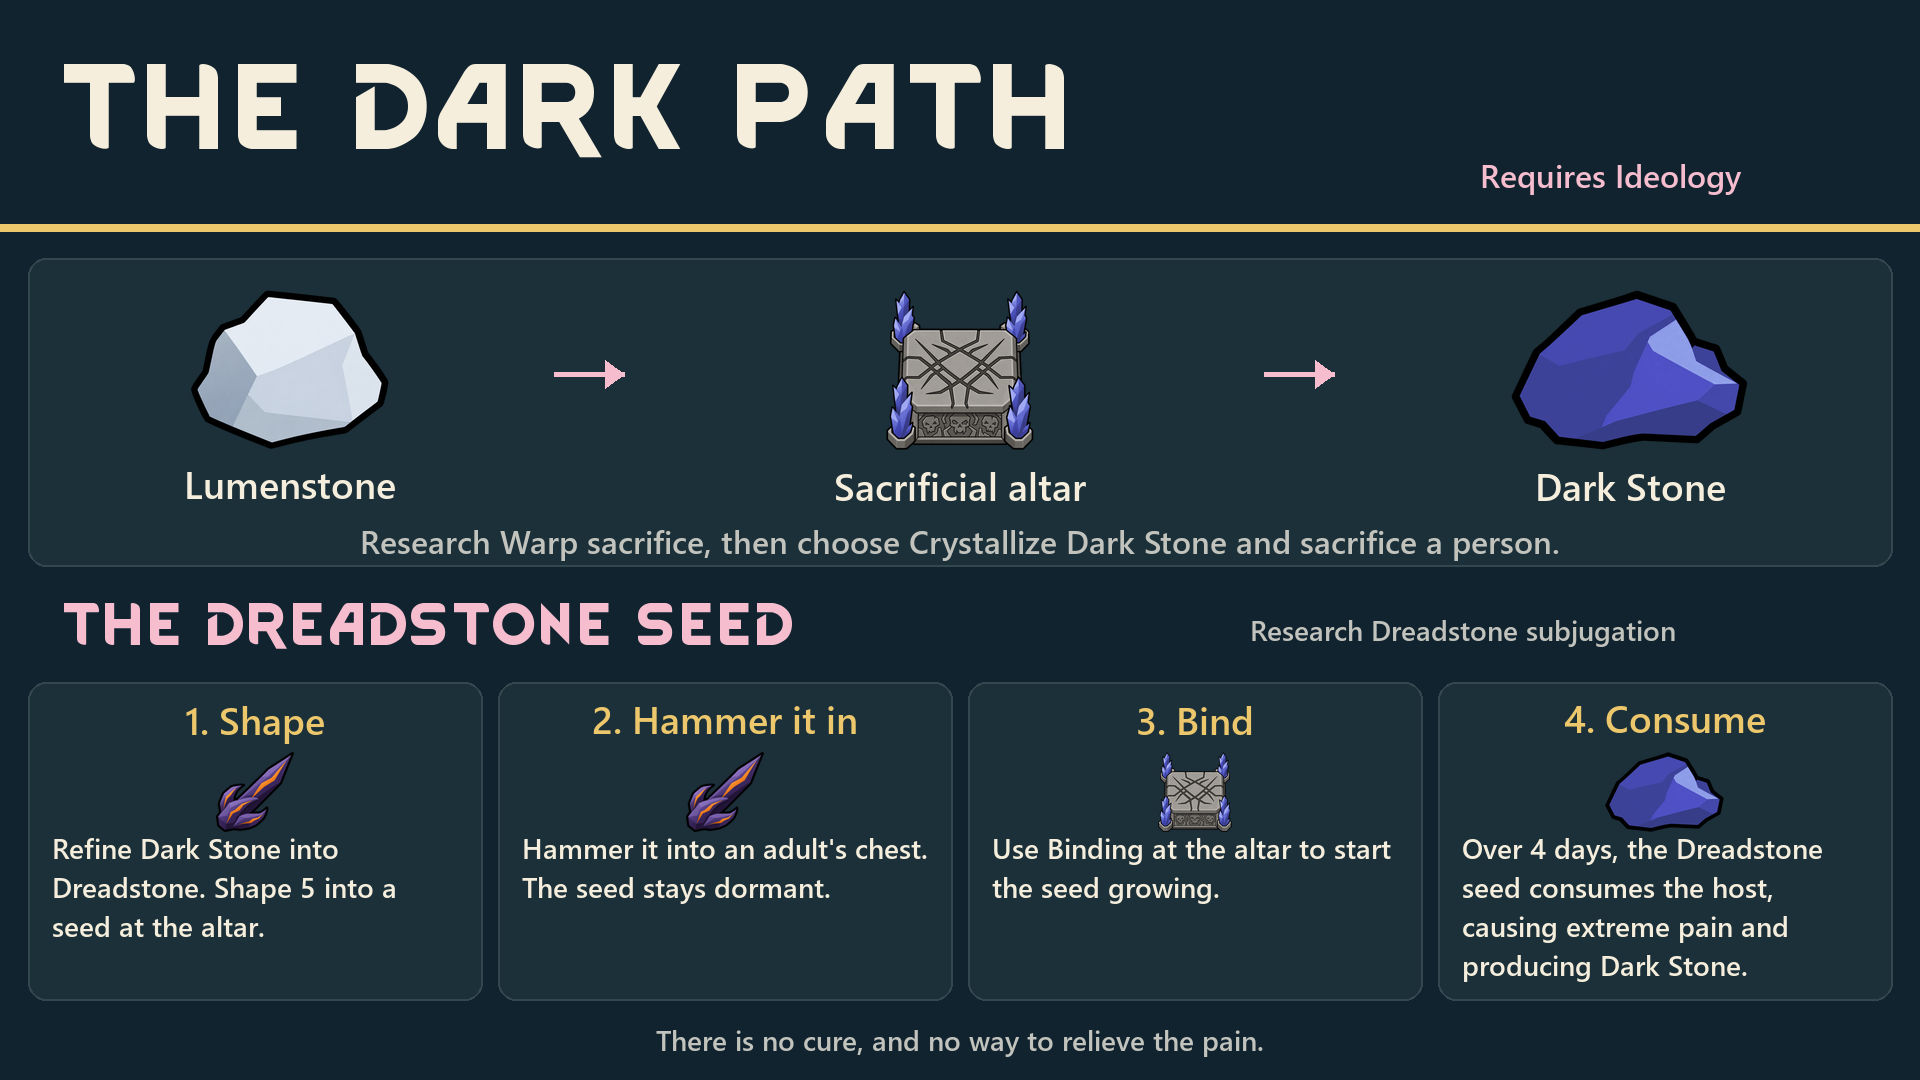 THE DARK PATH
Requires Ideology
Lumenstone
Sacrificial altar
Dark Stone
Research Warp sacrifice, then choose Crystallize Dark Stone and sacrifice a person.
THE DREADSTONE SEED
Research Dreadstone subjugation
1. Shape
Refine Dark Stone into
Dreadstone. Shape 5 into a
seed at the altar.
2. Hammer it in
Hammer it into an adult's chest.
The seed stays dormant.
3. Bind
Use Binding at the altar to start
the seed growing.
4. Consume
Over 4 days, the Dreadstone
seed consumes the host,
causing extreme pain and
producing Dark Stone.
There is no cure, and no way to relieve the pain.